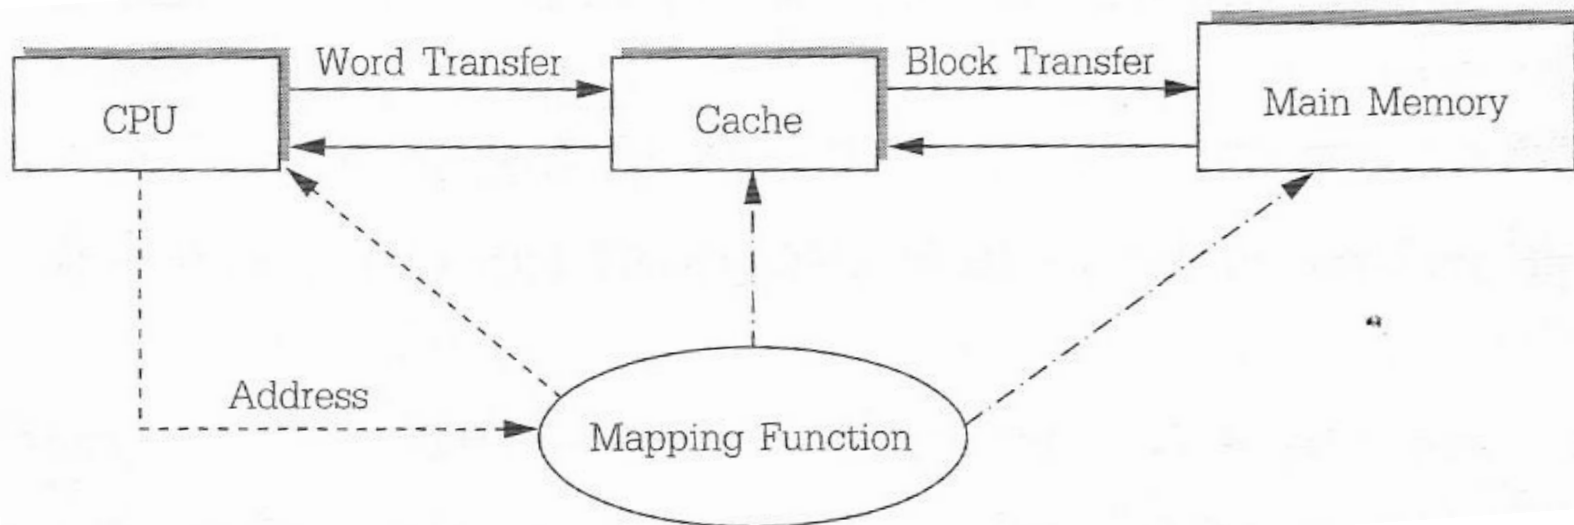 Word Transfer
Block Transfer
CPU
Cache
Main Memory
Address
Mapping Function